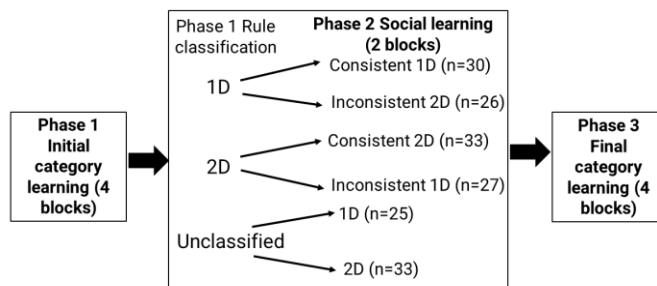 Phase 1
Initial
category
learning (4
blocks)
Phase 1 Rule
classification
1D
2D
Unclassified
Phase 2 Social learning
(2 blocks)
Consistent 1D (n=30)
Inconsistent 2D (n=26)
Consistent 2D (n=33)
Inconsistent 1D (n=27)
1D (n=25)
2D (n=33)
Phase 3
Final
category
learning (4
blocks)